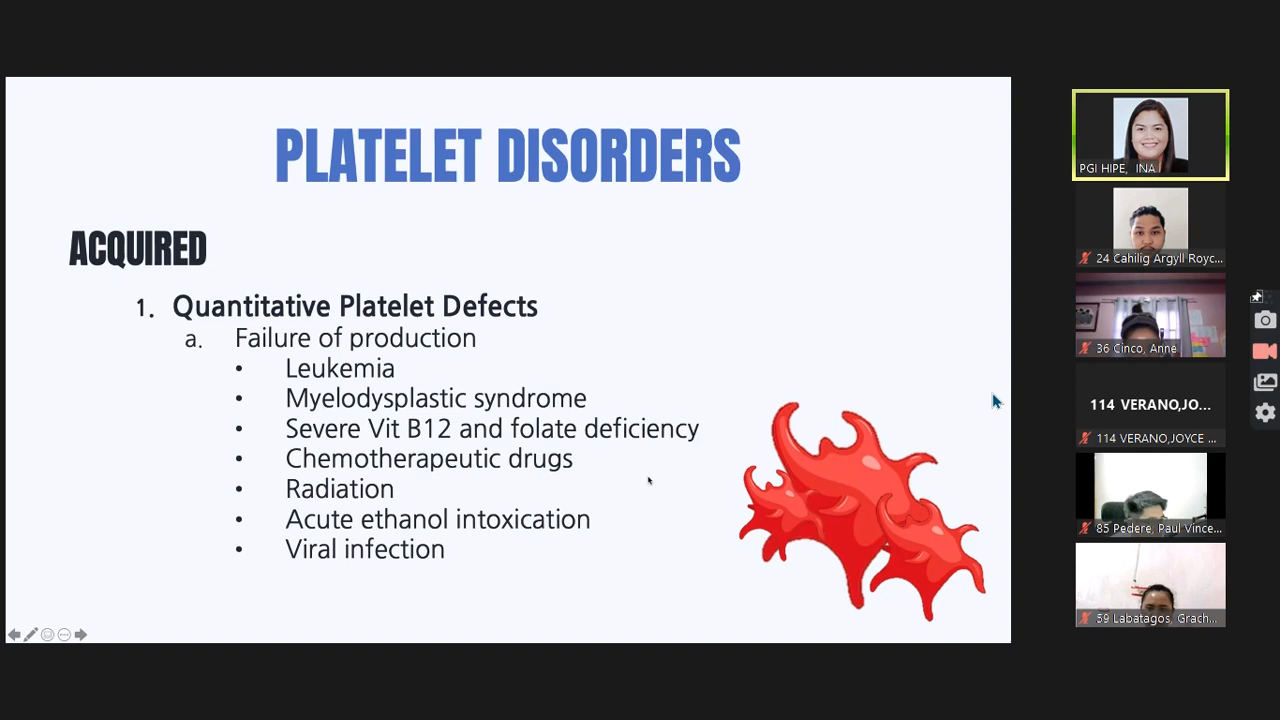 PLATELET DISORDERS
ACQUIRED
1. Quantitative Platelet Defects
a. Failure of production
• Leukemia
• Myelodysplastic syndrome
• Severe Vit B12 and folate deficiency
• Chemotherapeutic drugs
• Radiation
• Acute ethanol intoxication
• Viral infection
PGI HIPE, INA
24 Cahilig Argyll Royc...
36 Cinco, Anne
114 VERANO,JO...
114 VERANO,JOYCE ...
85 Pedere, Paul Vince...
59 Labatagos, Grach...